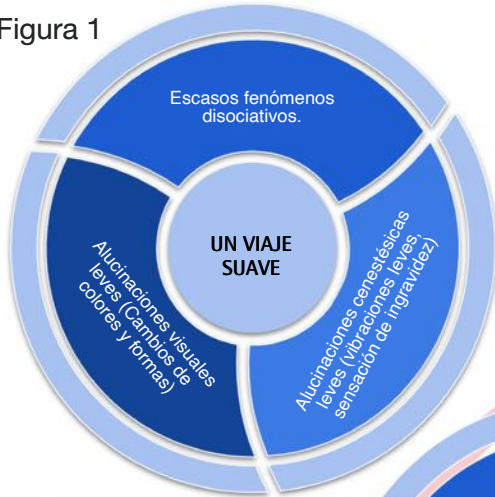 Figura 1
Escasos fenómenos
disociativos.
UN VIAJE
SUAVE
Alucinaciones cenestésicas
leves (vibraciones leves,
sensación de ingravidez)
Alucinaciones visuales
leves (Cambios de
colores y formas)